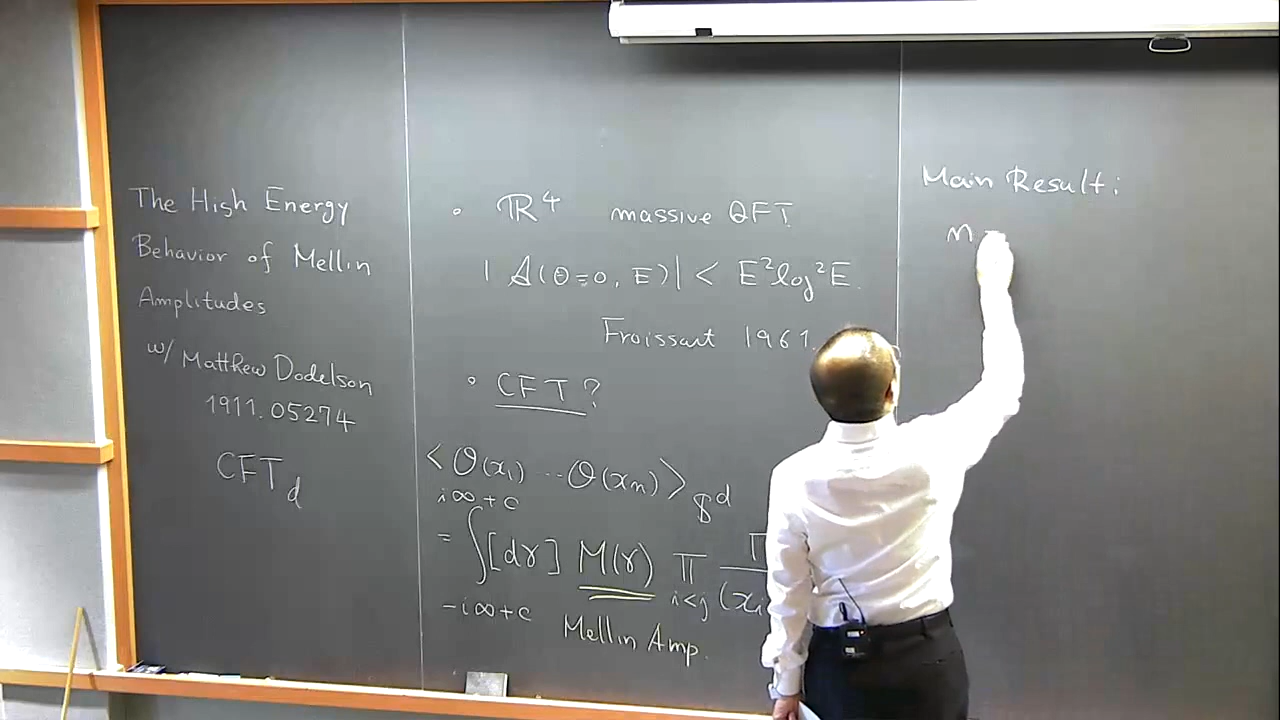 The High Energy
Behavior of Mellin
Amplitudes
w/ Matthew Dodelson
1911.05274
CFT_d
• ℝ⁴ massive QFT
|A(θ=0, E)| < E² log² E.
Froissart 1961.
• CFT?
⟨O(x₁) ⋯ O(xₙ)⟩
i∞+c
= ∫[dγ] M(γ) Π
i<j (x_i
-i∞+c
Mellin Amp.
Main Result:
n